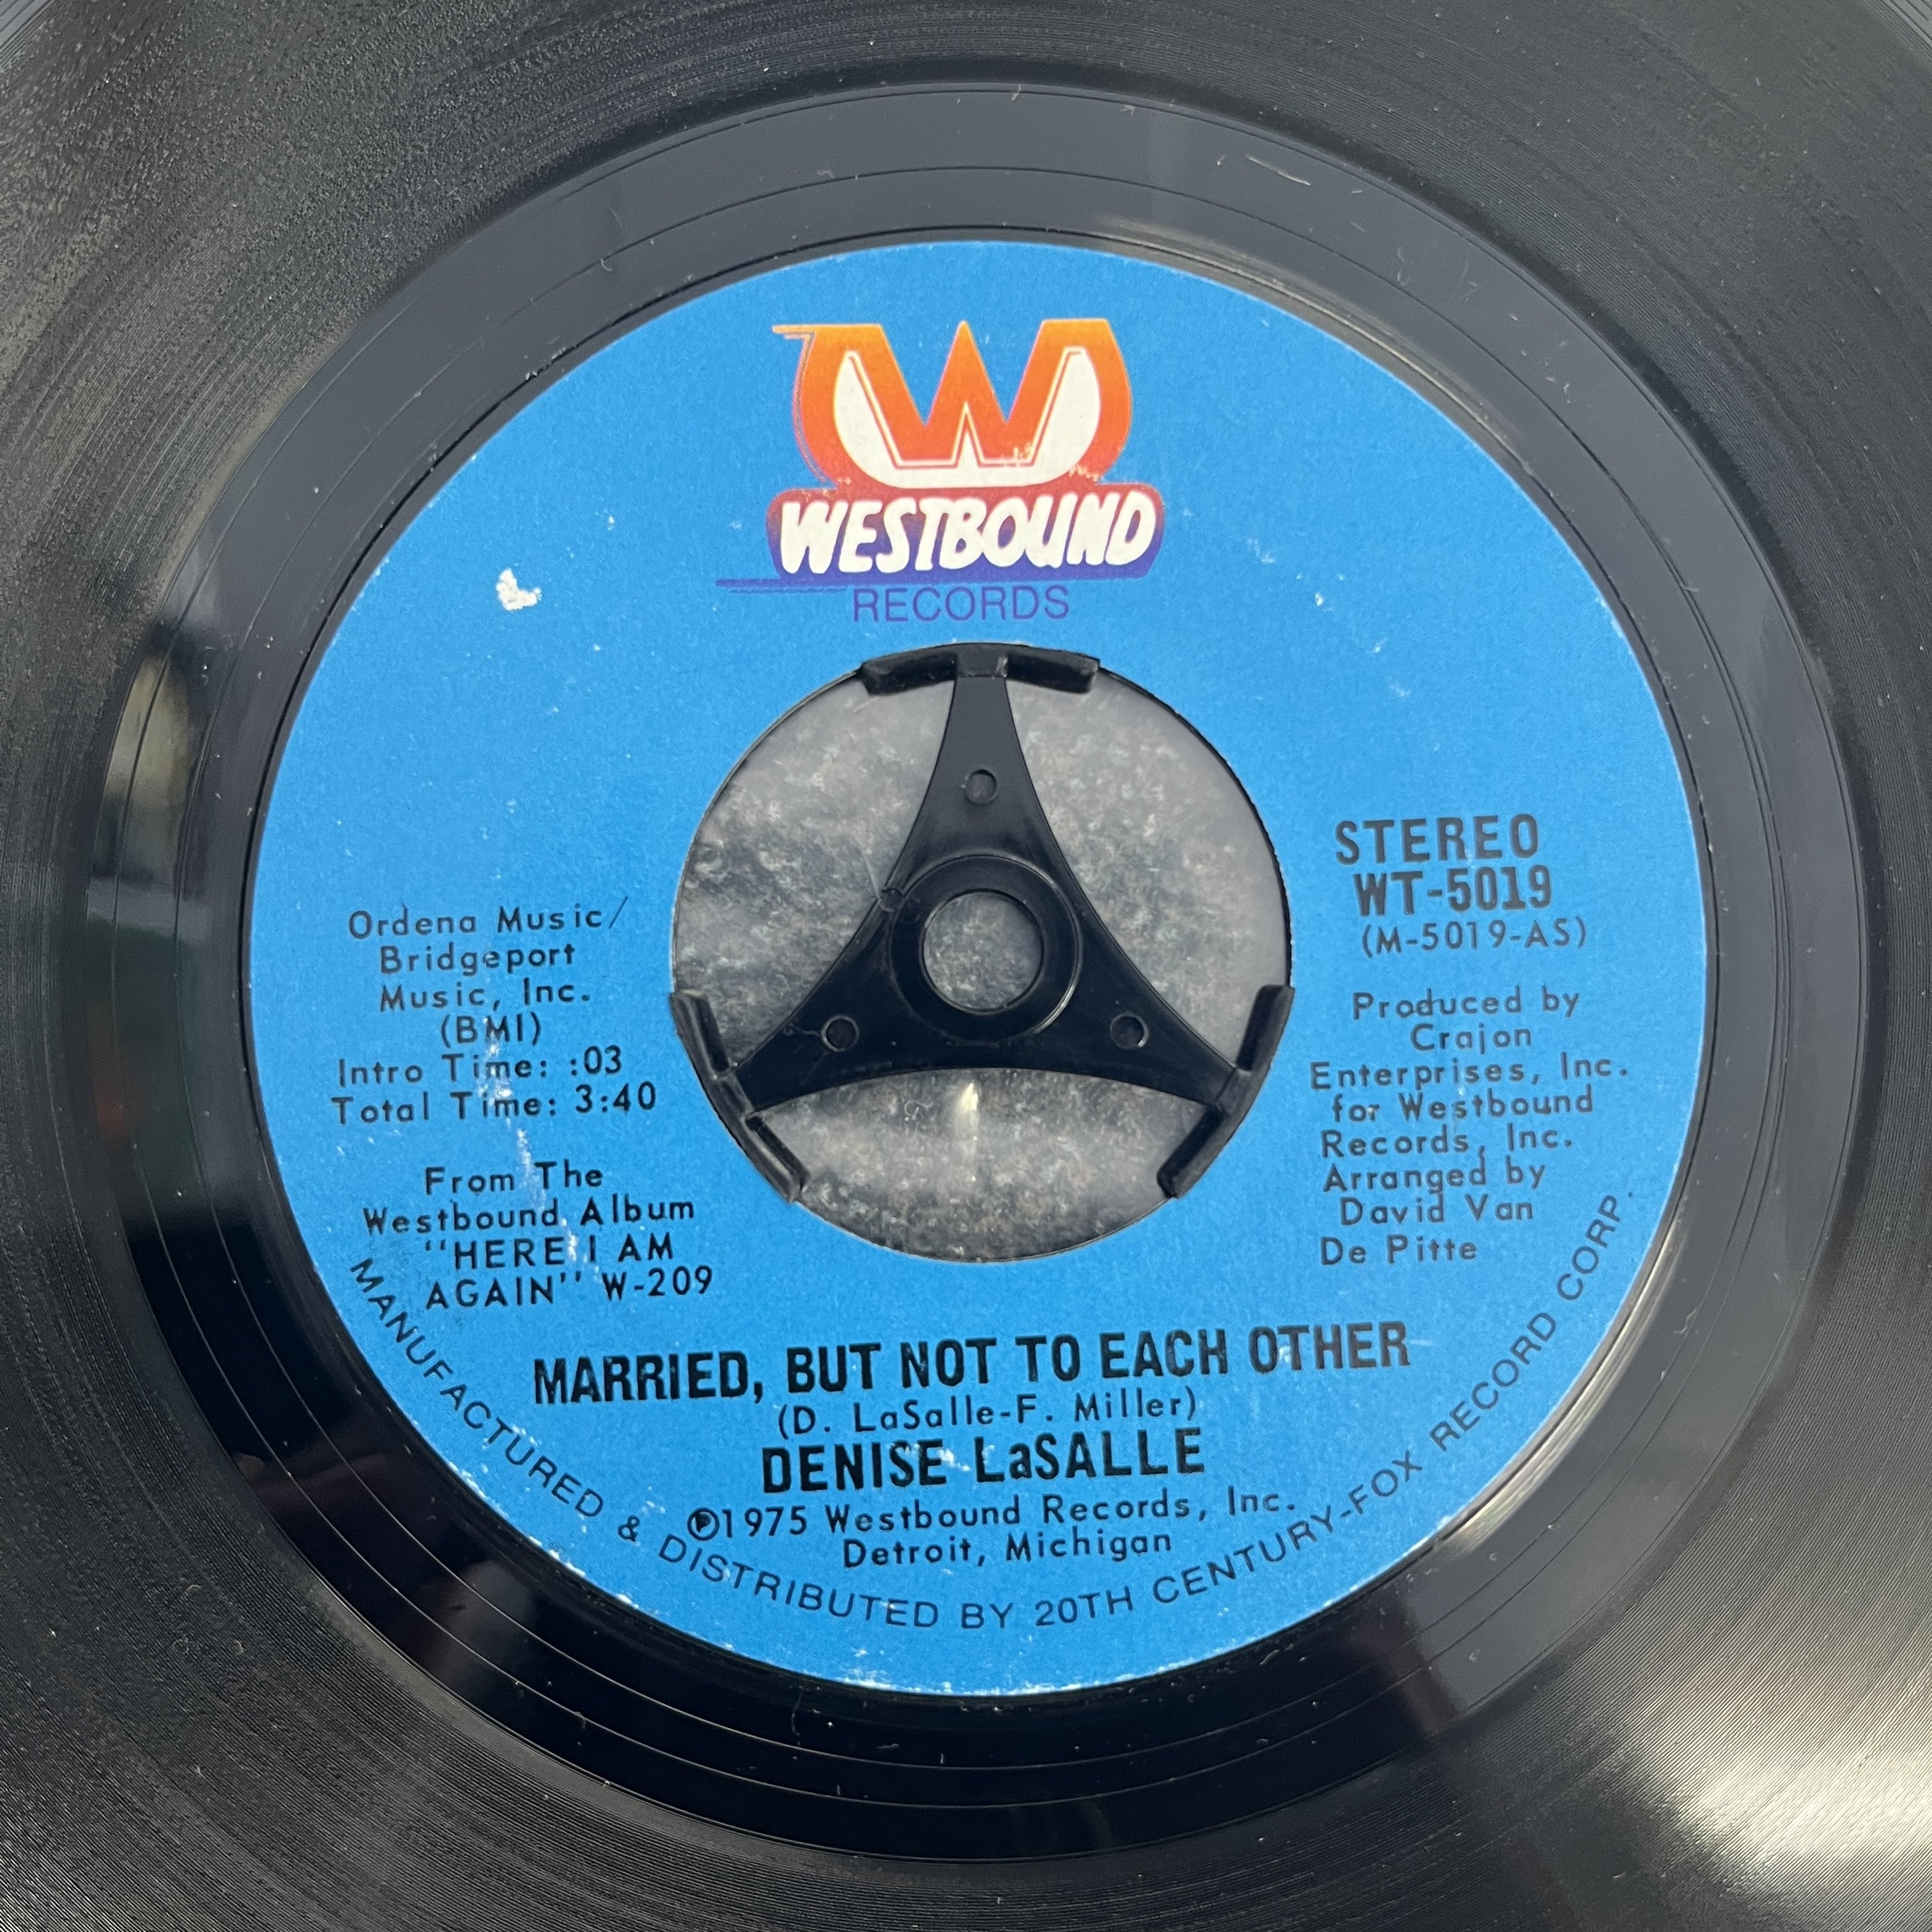 W
WESTBOUND
RECORDS
STEREO
WT-5019
(M-5019-AS)
Ordena Music/
Bridgeport
Music, Inc.
(BMI)
Intro Time: :03
Total Time: 3:40
From The
Westbound Album
"HERE I AM
AGAIN" W-209
Produced by
Crajon
Enterprises, Inc.
for Westbound
Records, Inc.
Arranged by
David Van
De Pitte
MARRIED, BUT NOT TO EACH OTHER
(D. LaSalle-F. Miller)
DENISE LaSALLE
℗1975 Westbound Records, Inc.
Detroit, Michigan
MANUFACTURED & DISTRIBUTED BY 20TH CENTURY-FOX RECORD CORP.